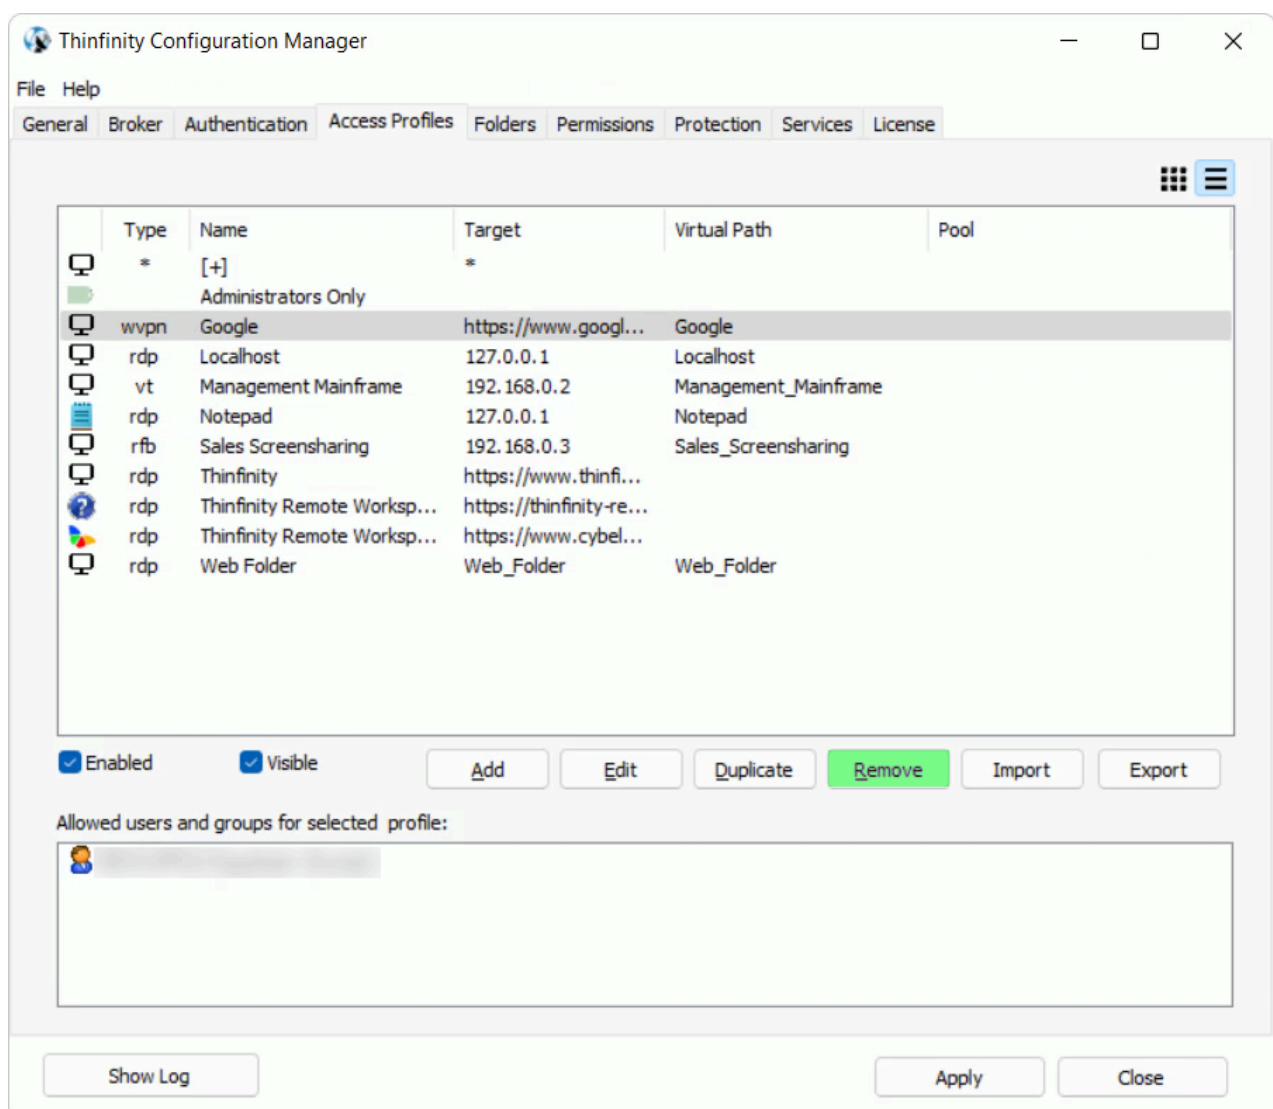 Thinfinity Configuration Manager
File Help
General Broker Authentication Access Profiles Folders Permissions Protection Services License
Type Name Target Virtual Path Pool
* [+] *
Administrators Only
wvpn Google https://www.googl... Google
rdp Localhost 127.0.0.1 Localhost
vt Management Mainframe 192.168.0.2 Management_Mainframe
rdp Notepad 127.0.0.1 Notepad
rfb Sales Screensharing 192.168.0.3 Sales_Screensharing
rdp Thinfinity https://www.thinfi...
rdp Thinfinity Remote Worksp... https://thinfinity-re...
rdp Thinfinity Remote Worksp... https://www.cybel...
rdp Web Folder Web_Folder Web_Folder
Enabled Visible Add Edit Duplicate Remove Import Export
Allowed users and groups for selected profile:
Show Log Apply Close